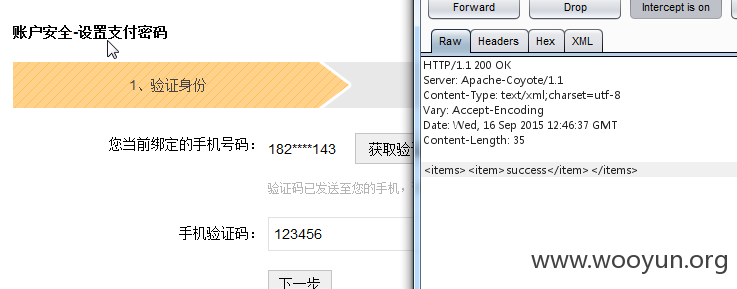 账户安全-设置支付密码
1、验证身份
您当前绑定的手机号码：
182****143
获取验
验证码已发送至您的手机，
手机验证码：
123456
下一步
Forward
Drop
Intercept is on
Raw
Headers
Hex
XML
HTTP/1.1 200 OK
Server: Apache-Coyote/1.1
Content-Type: text/xml;charset=utf-8
Vary: Accept-Encoding
Date: Wed, 16 Sep 2015 12:46:37 GMT
Content-Length: 35
<items> <item>success</item> </items>
www.wooyun.org